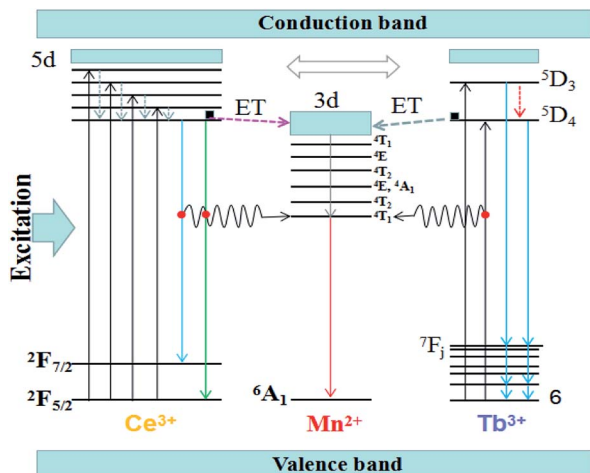 Conduction band
5d
ET
3d
ET
⁵D₃
⁵D₄
⁴T₁
⁴E
⁴T₂
⁴E, ⁴A₁
⁴T₂
⁴T₁
Excitation
²F₇/₂
²F₅/₂
⁶A₁
⁷Fⱼ
6
Ce³⁺
Mn²⁺
Tb³⁺
Valence band